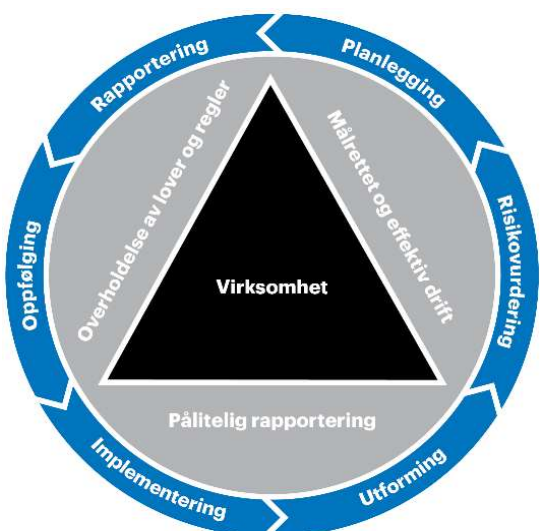 Planlegging
Risikovurdering
Utforming
Implementering
Oppfølging
Rapportering
Overholdelse av lover og regler
Målrettet og effektiv drift
Pålitelig rapportering
Virksomhet